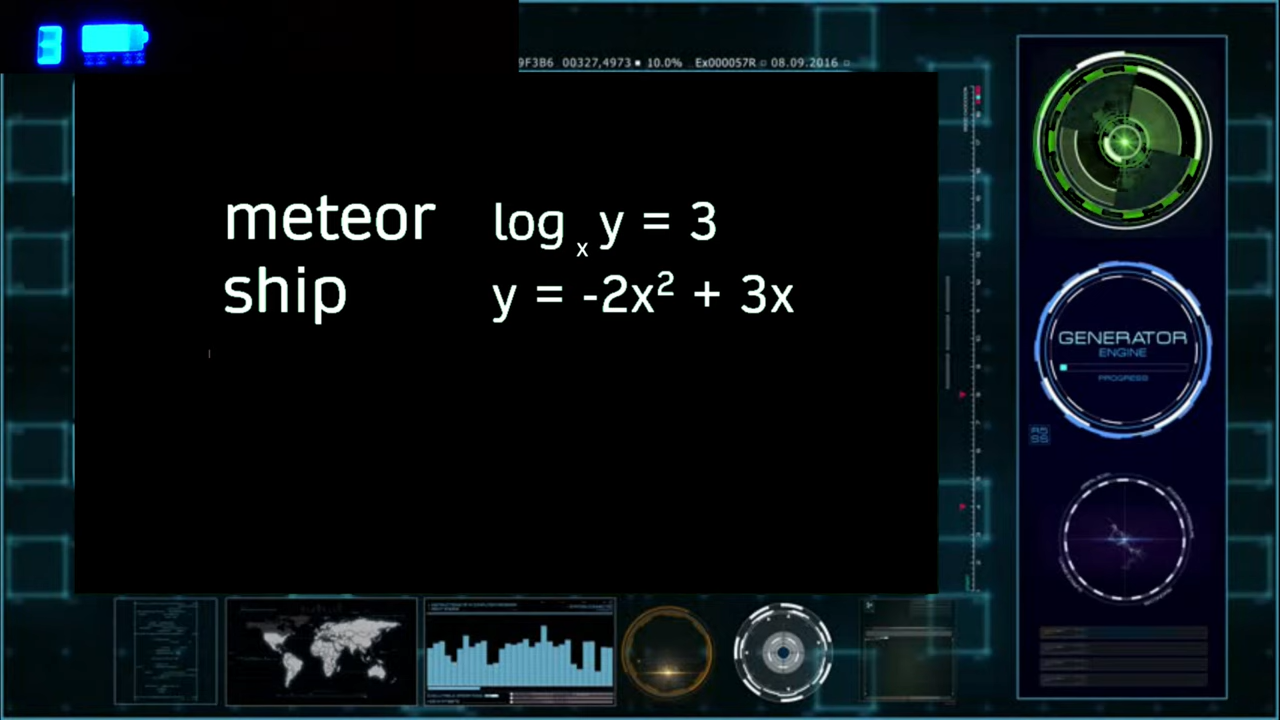 9F3B6 00327,4973 ■ 10.0% Ex000057R □ 08.09.2016 □
meteor log ₓ y = 3
ship y = -2x² + 3x
GENERATOR
ENGINE
PROGRESS